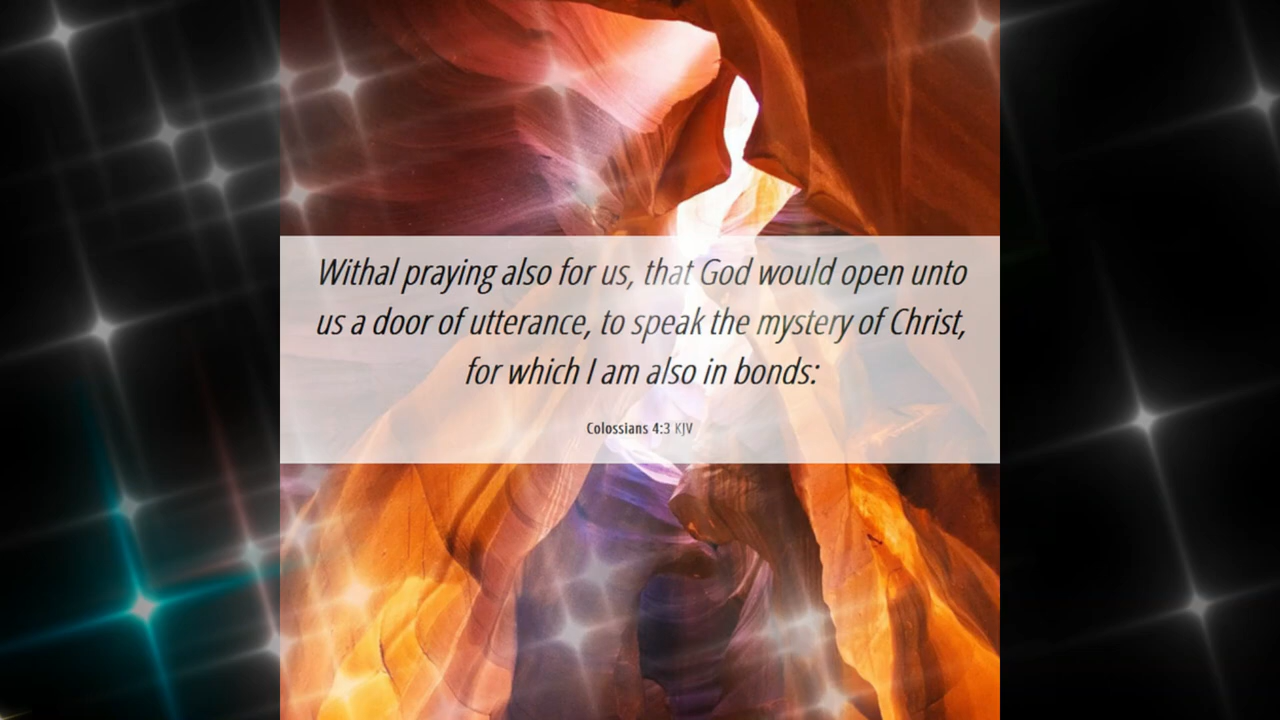 Withal praying also for us, that God would open unto
us a door of utterance, to speak the mystery of Christ,
for which I am also in bonds:
Colossians 4:3 KJV